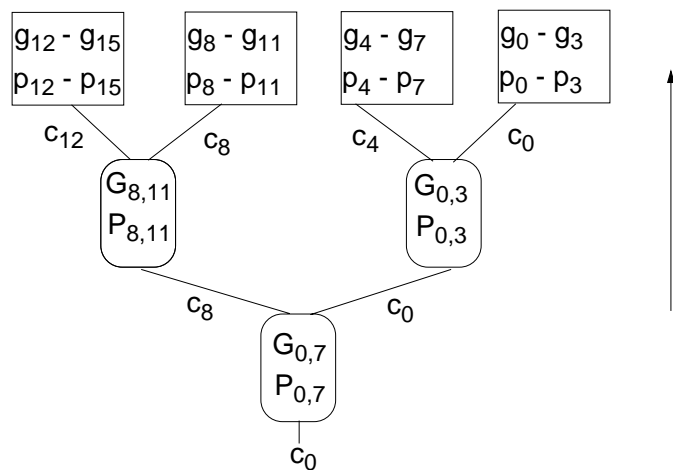 g₁₂ - g₁₅
p₁₂ - p₁₅
g₈ - g₁₁
p₈ - p₁₁
g₄ - g₇
p₄ - p₇
g₀ - g₃
p₀ - p₃
c₁₂
c₈
c₄
c₀
G₈,₁₁
P₈,₁₁
G₀,₃
P₀,₃
c₈
c₀
G₀,₇
P₀,₇
c₀